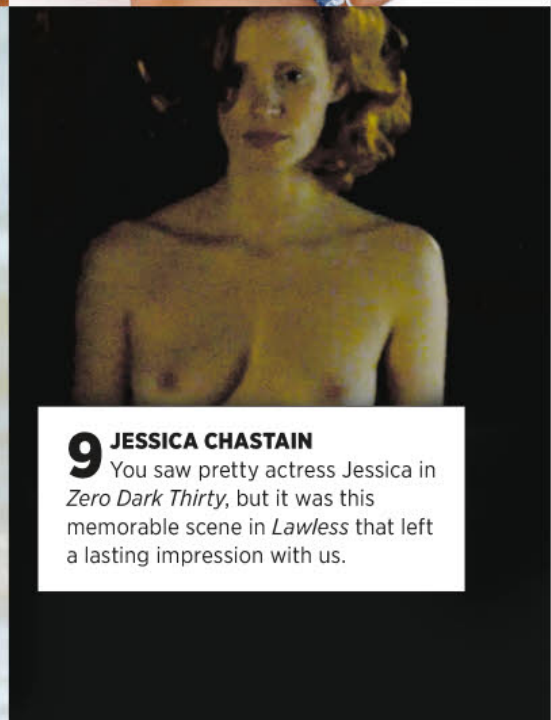 9 JESSICA CHASTAIN
You saw pretty actress Jessica in
Zero Dark Thirty, but it was this
memorable scene in Lawless that left
a lasting impression with us.